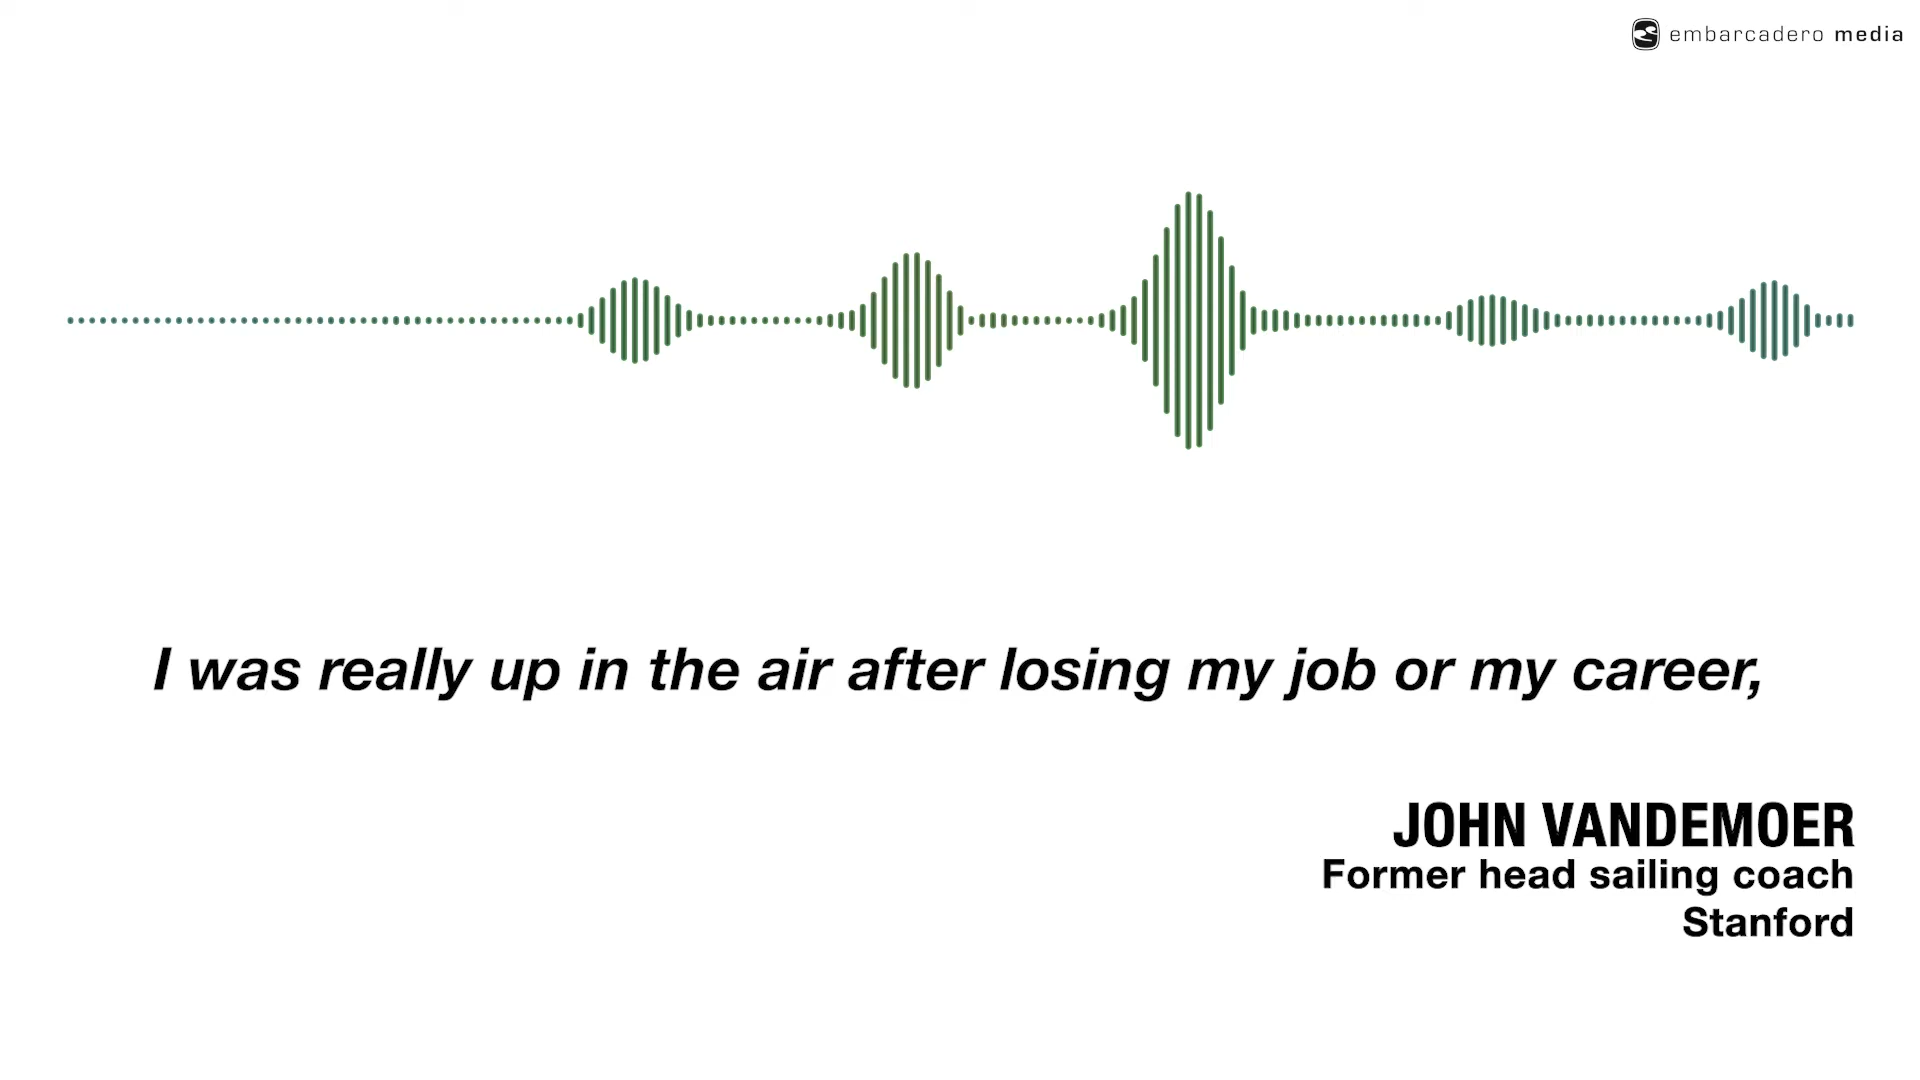 embarcadero media
I was really up in the air after losing my job or my career,
JOHN VANDEMOER
Former head sailing coach
Stanford